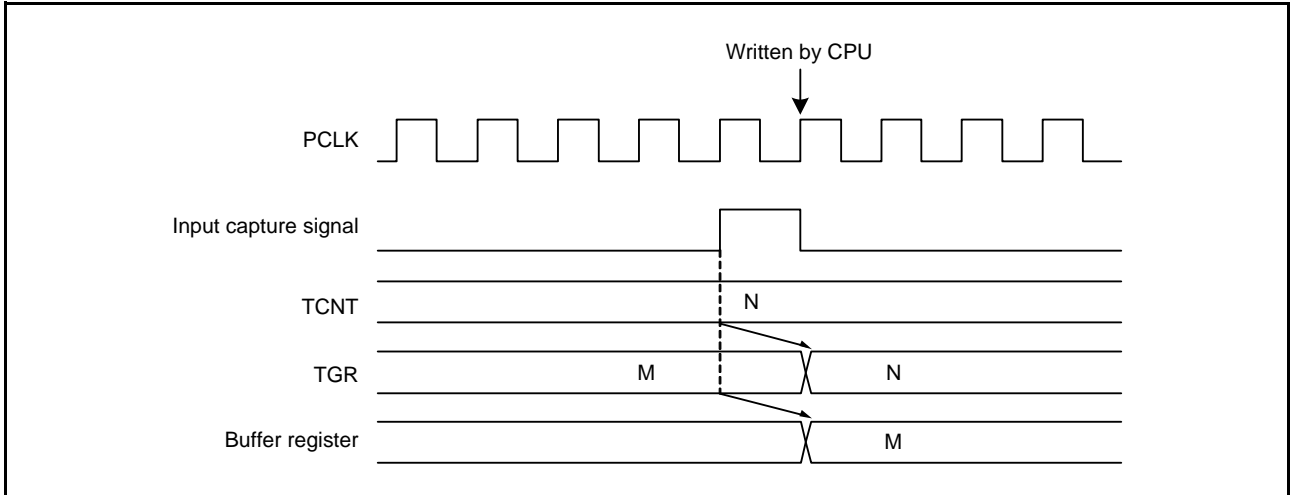 Written by CPU
PCLK
Input capture signal
TCNT
N
TGR
M
N
Buffer register
M